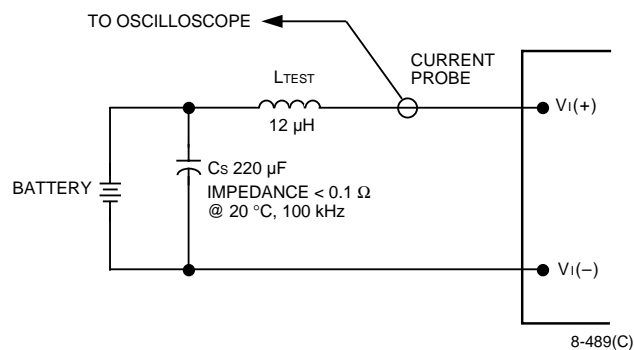 TO OSCILLOSCOPE
CURRENT
PROBE
LTEST
12 µH
VI(+)
CS 220 µF
IMPEDANCE < 0.1 Ω
@ 20 °C, 100 kHz
BATTERY
VI(–)
8-489(C)